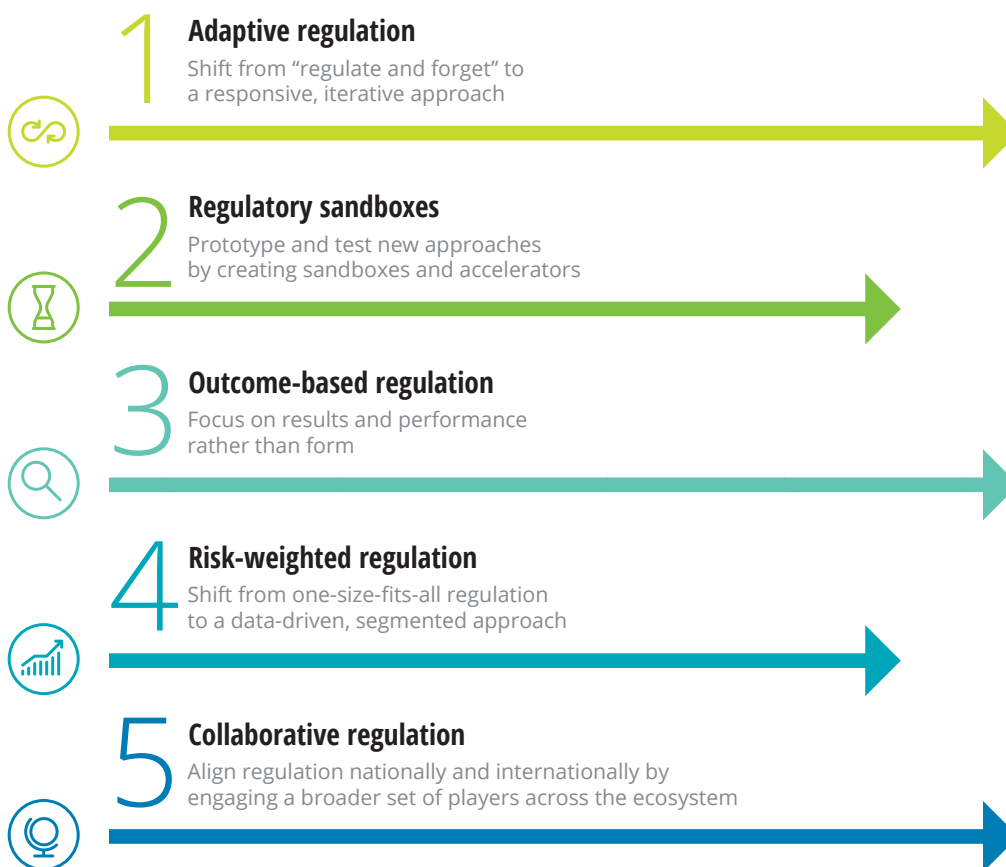 1
Adaptive regulation
Shift from “regulate and forget” to
a responsive, iterative approach
2
Regulatory sandboxes
Prototype and test new approaches
by creating sandboxes and accelerators
3
Outcome-based regulation
Focus on results and performance
rather than form
4
Risk-weighted regulation
Shift from one-size-fits-all regulation
to a data-driven, segmented approach
5
Collaborative regulation
Align regulation nationally and internationally by
engaging a broader set of players across the ecosystem